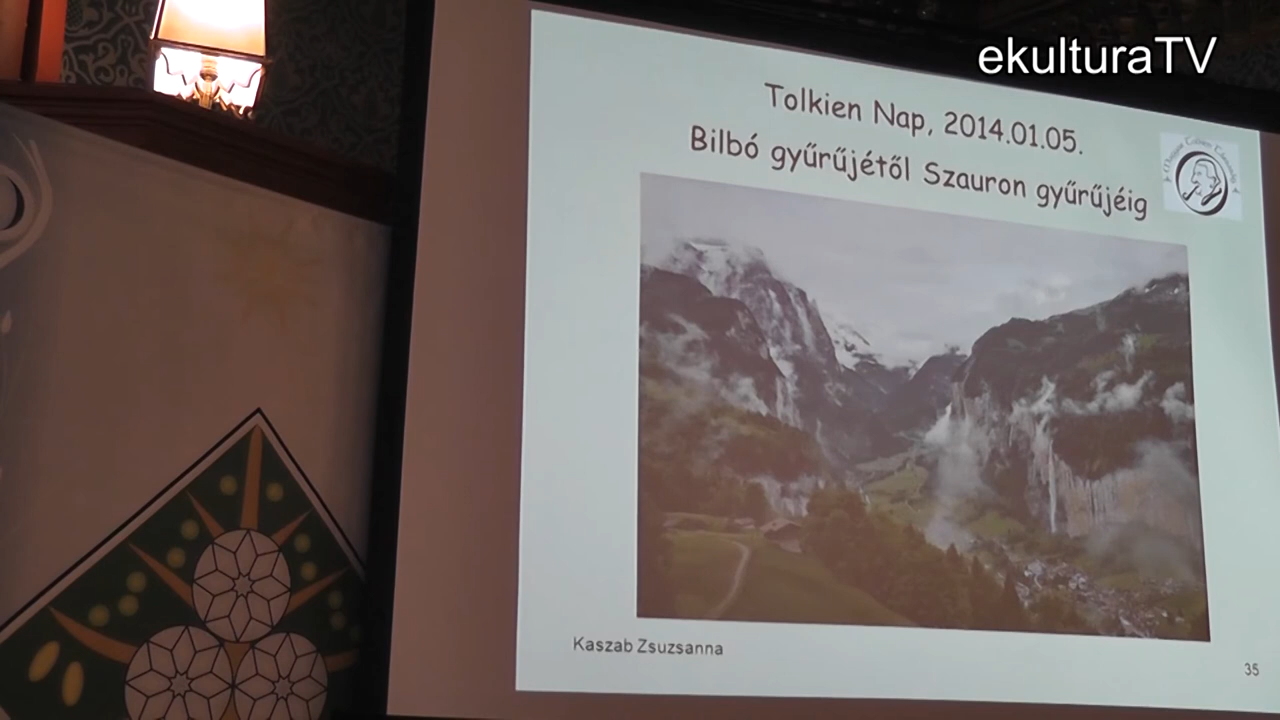 ekulturaTV
Tolkien Nap, 2014.01.05.
Bilbó gyűrűjétől Szauron gyűrűjéig
Kaszab Zsuzsanna
35